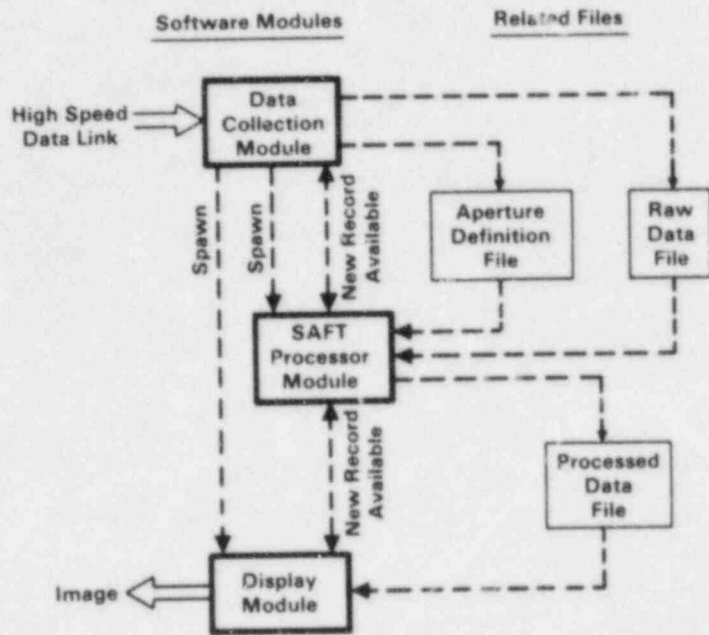 Software Modules
Related Files
High Speed
Data Link
Data
Collection
Module
Spawn
Spawn
New Record
Available
Aperture
Definition
File
Raw
Data
File
SAFT
Processor
Module
New Record
Available
Processed
Data
File
Image
Display
Module